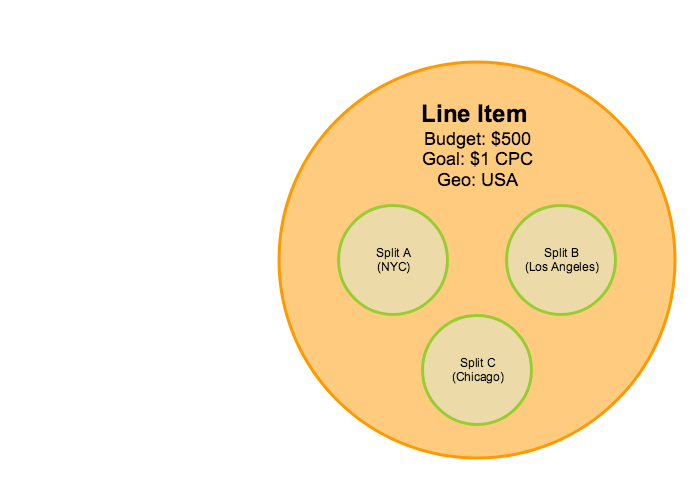 Line Item
Budget: $500
Goal: $1 CPC
Geo: USA
Split A
(NYC)
Split B
(Los Angeles)
Split C
(Chicago)